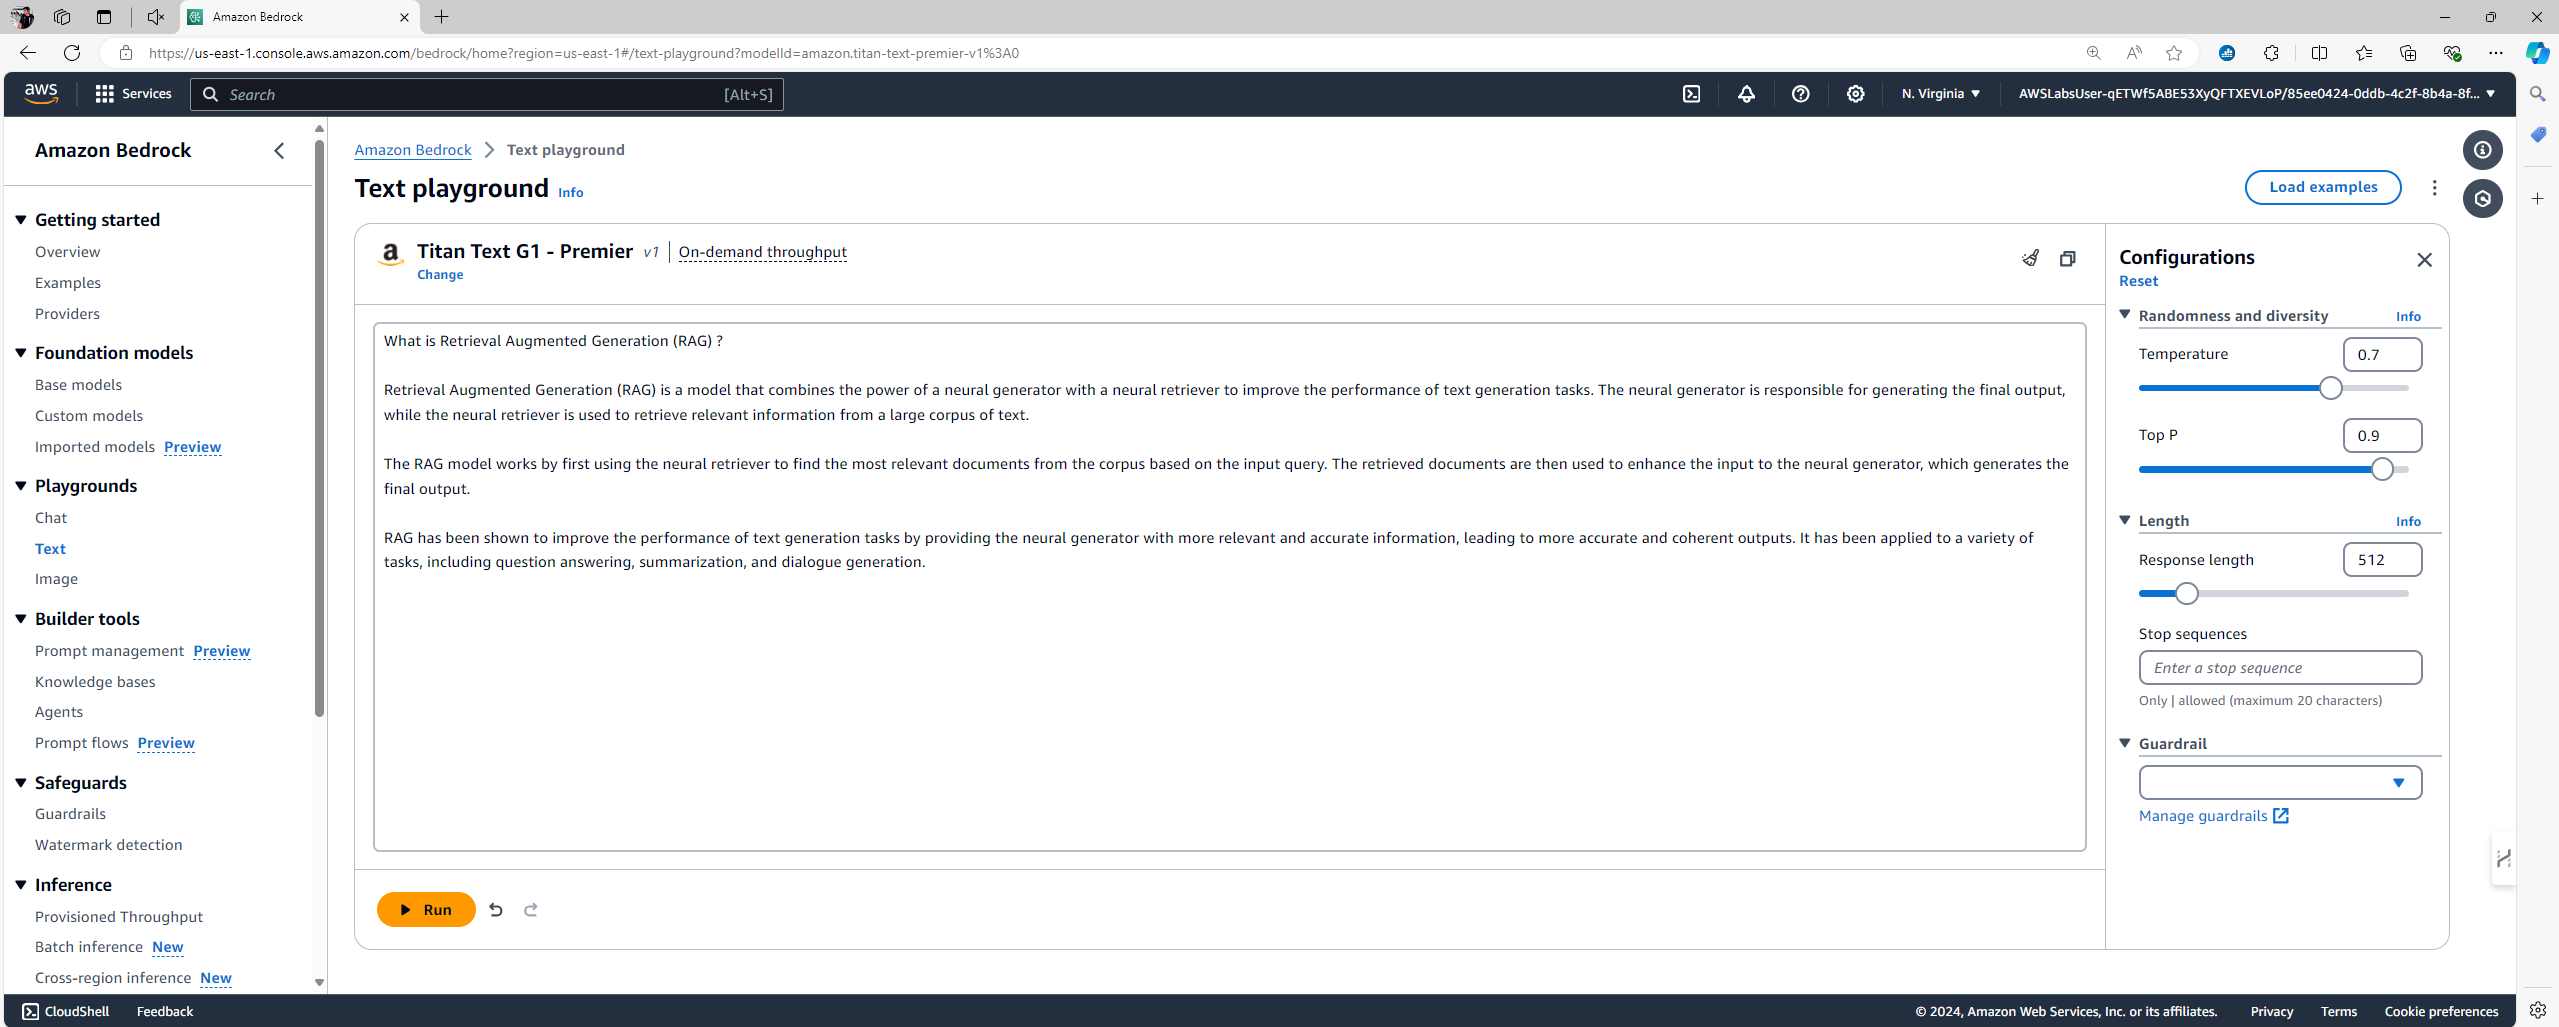 Amazon Bedrock
https://us-east-1.console.aws.amazon.com/bedrock/home?region=us-east-1#/text-playground?modelId=amazon.titan-text-premier-v1%3A0
aws
Services
Search
[Alt+S]
N. Virginia
AWSLabsUser-qETWf5ABE53XyQFTXEVLoP/85ee0424-0ddb-4c2f-8b4a-8f...
Amazon Bedrock
Getting started
Overview
Examples
Providers
Foundation models
Base models
Custom models
Imported models Preview
Playgrounds
Chat
Text
Image
Builder tools
Prompt management Preview
Knowledge bases
Agents
Prompt flows Preview
Safeguards
Guardrails
Watermark detection
Inference
Provisioned Throughput
Batch inference New
Cross-region inference New
Amazon Bedrock > Text playground
Text playground Info
Load examples
Titan Text G1 - Premier v1 | On-demand throughput
Change
What is Retrieval Augmented Generation (RAG) ?
Retrieval Augmented Generation (RAG) is a model that combines the power of a neural generator with a neural retriever to improve the performance of text generation tasks. The neural generator is responsible for generating the final output,
while the neural retriever is used to retrieve relevant information from a large corpus of text.
The RAG model works by first using the neural retriever to find the most relevant documents from the corpus based on the input query. The retrieved documents are then used to enhance the input to the neural generator, which generates the
final output.
RAG has been shown to improve the performance of text generation tasks by providing the neural generator with more relevant and accurate information, leading to more accurate and coherent outputs. It has been applied to a variety of
tasks, including question answering, summarization, and dialogue generation.
Run
Configurations
Reset
Randomness and diversity Info
Temperature 0.7
Top P 0.9
Length Info
Response length 512
Stop sequences
Enter a stop sequence
Only | allowed (maximum 20 characters)
Guardrail
Manage guardrails
CloudShell
Feedback
© 2024, Amazon Web Services, Inc. or its affiliates.
Privacy
Terms
Cookie preferences